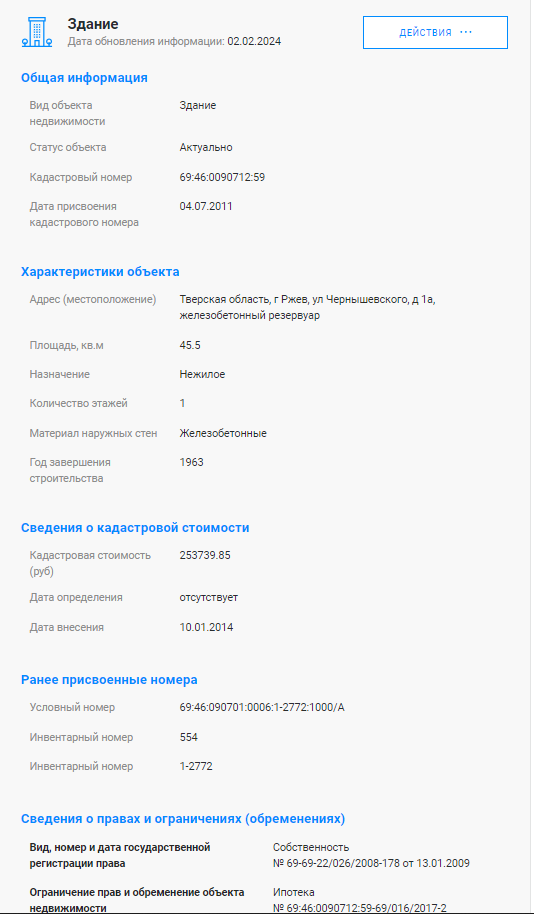 Здание
Дата обновления информации: 02.02.2024
ДЕЙСТВИЯ ···
Общая информация
Вид объекта
недвижимости
Здание
Статус объекта
Актуально
Кадастровый номер
69:46:0090712:59
Дата присвоения
кадастрового номера
04.07.2011
Характеристики объекта
Адрес (местоположение)
Тверская область, г Ржев, ул Чернышевского, д 1а,
железобетонный резервуар
Площадь, кв.м
45.5
Назначение
Нежилое
Количество этажей
1
Материал наружных стен
Железобетонные
Год завершения
строительства
1963
Сведения о кадастровой стоимости
Кадастровая стоимость
(руб)
253739.85
Дата определения
отсутствует
Дата внесения
10.01.2014
Ранее присвоенные номера
Условный номер
69:46:090701:0006:1-2772:1000/А
Инвентарный номер
554
Инвентарный номер
1-2772
Сведения о правах и ограничениях (обременениях)
Вид, номер и дата государственной
регистрации права
Собственность
№ 69-69-22/026/2008-178 от 13.01.2009
Ограничение прав и обременение объекта
недвижимости
Ипотека
№ 69:46:0090712:59-69/016/2017-2